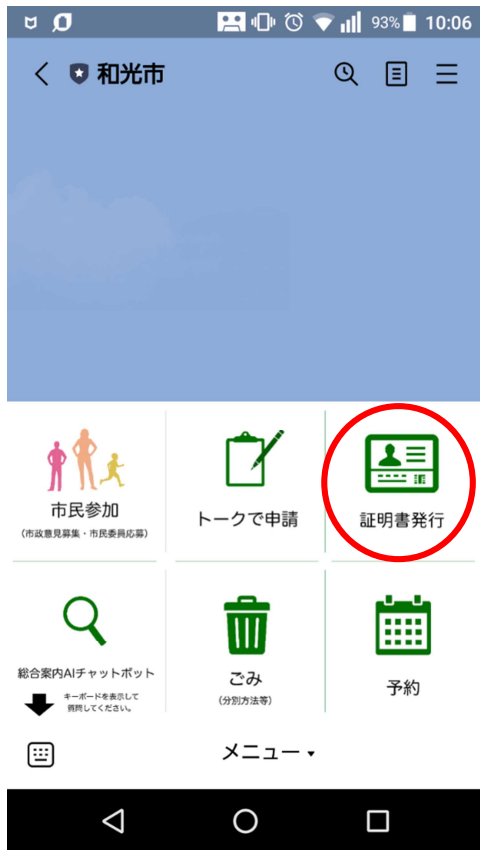 93% 10:06
和光市
市民参加
(市政意見募集・市民委員応募)
トークで申請
証明書発行
総合案内AIチャットボット
キーボードを表示して
質問してください。
ごみ
(分別方法等)
予約
メニュー